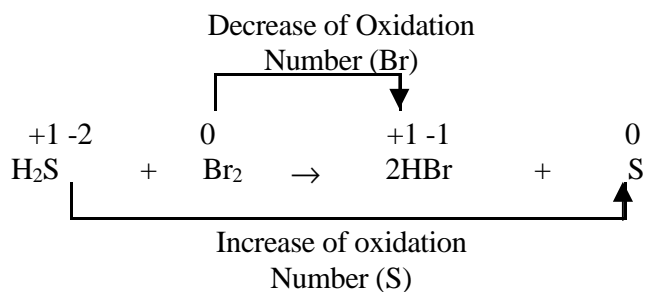 Decrease of Oxidation
Number (Br)
+1 -2 0 +1 -1 0
H₂S + Br₂ → 2HBr + S
Increase of oxidation
Number (S)